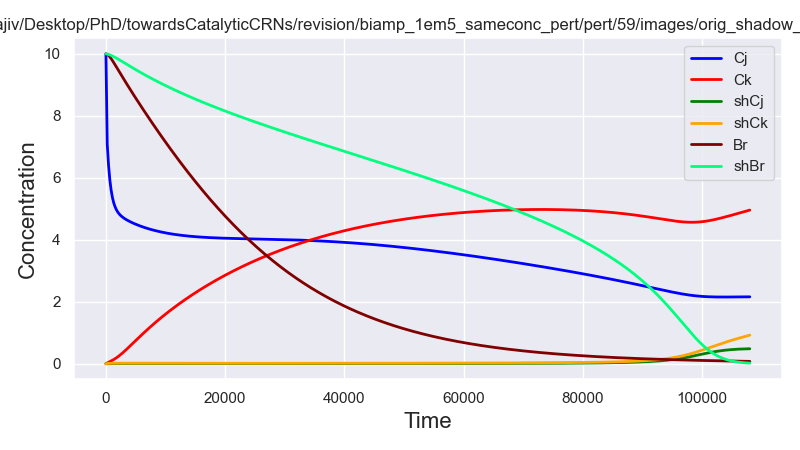 ajiv/Desktop/PhD/towardsCatalyticCRNs/revision/biamp_1em5_sameconc_pert/pert/59/images/orig_shadow_
Concentration
10
8
6
4
2
0
0 20000 40000 60000 80000 100000
Time
Cj
Ck
shCj
shCk
Br
shBr